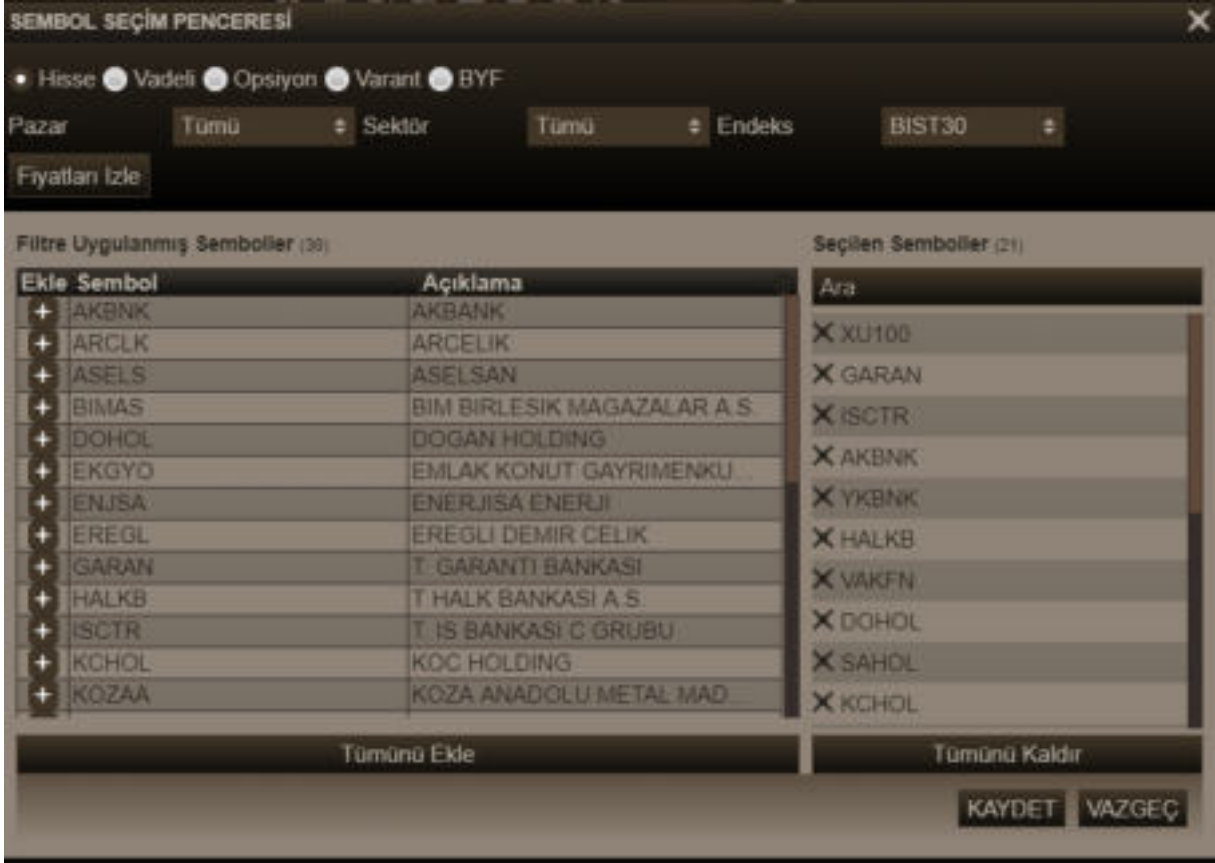 SEMBOL SEÇİM PENCERESİ
Hisse Vadeli Opsiyon Varant BYF
Pazar Tümü Sektör Tümü Endeks BIST30
Fiyatları İzle
Filtre Uygulanmış Semboller (30)
Ekle Sembol Açıklama
AKBNK AKBANK
ARCLK ARCELIK
ASELS ASELSAN
BIMAS BIM BIRLESIK MAGAZALAR A.S.
DOHOL DOGAN HOLDING
EKGYO EMLAK KONUT GAYRIMENKU...
ENJSA ENERJISA ENERJI
EREGL EREGLI DEMIR CELIK
GARAN T. GARANTI BANKASI
HALKB T. HALK BANKASI A.S.
ISCTR T. IS BANKASI C GRUBU
KCHOL KOC HOLDING
KOZAA KOZA ANADOLU METAL MAD...
Tümünü Ekle
Seçilen Semboller (21)
Ara
XU100
GARAN
ISCTR
AKBNK
YKBNK
HALKB
VAKFN
DOHOL
SAHOL
KCHOL
Tümünü Kaldır
KAYDET VAZGEÇ